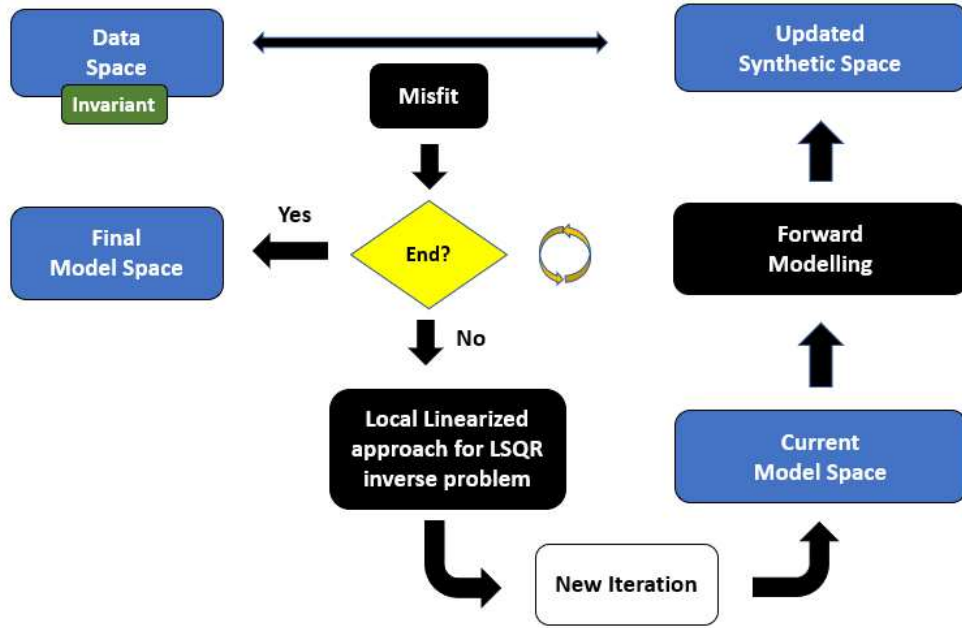 Data
Space
Invariant
Updated
Synthetic Space
Misfit
Yes
Final
Model Space
End?
Forward
Modelling
No
Local Linearized
approach for LSQR
inverse problem
Current
Model Space
New Iteration